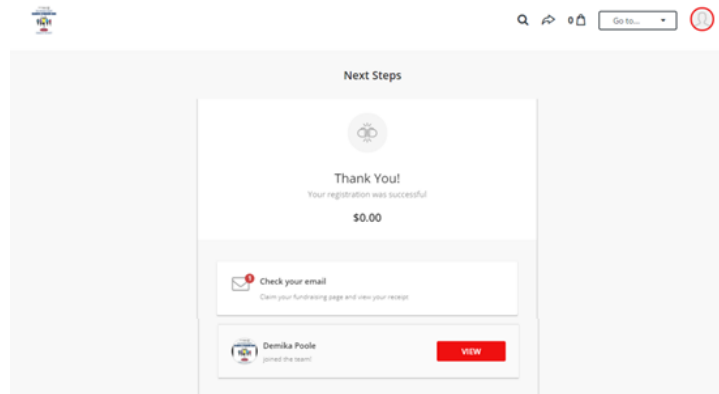 0
Go to...
Next Steps
Thank You!
Your registration was successful
$0.00
1
Check your email
Claim your fundraising page and view your receipt
Demika Poole
joined the team!
VIEW